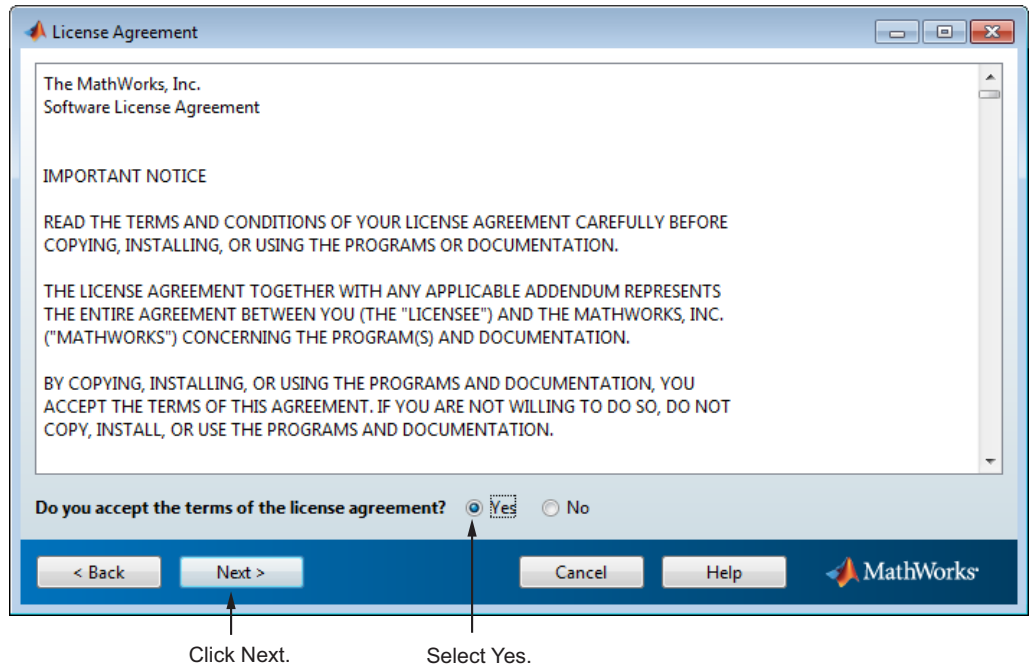 License Agreement
The MathWorks, Inc.
Software License Agreement
IMPORTANT NOTICE
READ THE TERMS AND CONDITIONS OF YOUR LICENSE AGREEMENT CAREFULLY BEFORE
COPYING, INSTALLING, OR USING THE PROGRAMS OR DOCUMENTATION.
THE LICENSE AGREEMENT TOGETHER WITH ANY APPLICABLE ADDENDUM REPRESENTS
THE ENTIRE AGREEMENT BETWEEN YOU (THE "LICENSEE") AND THE MATHWORKS, INC.
("MATHWORKS") CONCERNING THE PROGRAM(S) AND DOCUMENTATION.
BY COPYING, INSTALLING, OR USING THE PROGRAMS AND DOCUMENTATION, YOU
ACCEPT THE TERMS OF THIS AGREEMENT. IF YOU ARE NOT WILLING TO DO SO, DO NOT
COPY, INSTALL, OR USE THE PROGRAMS AND DOCUMENTATION.
Do you accept the terms of the license agreement? Yes No
< Back Next > Cancel Help MathWorks
Click Next. Select Yes.